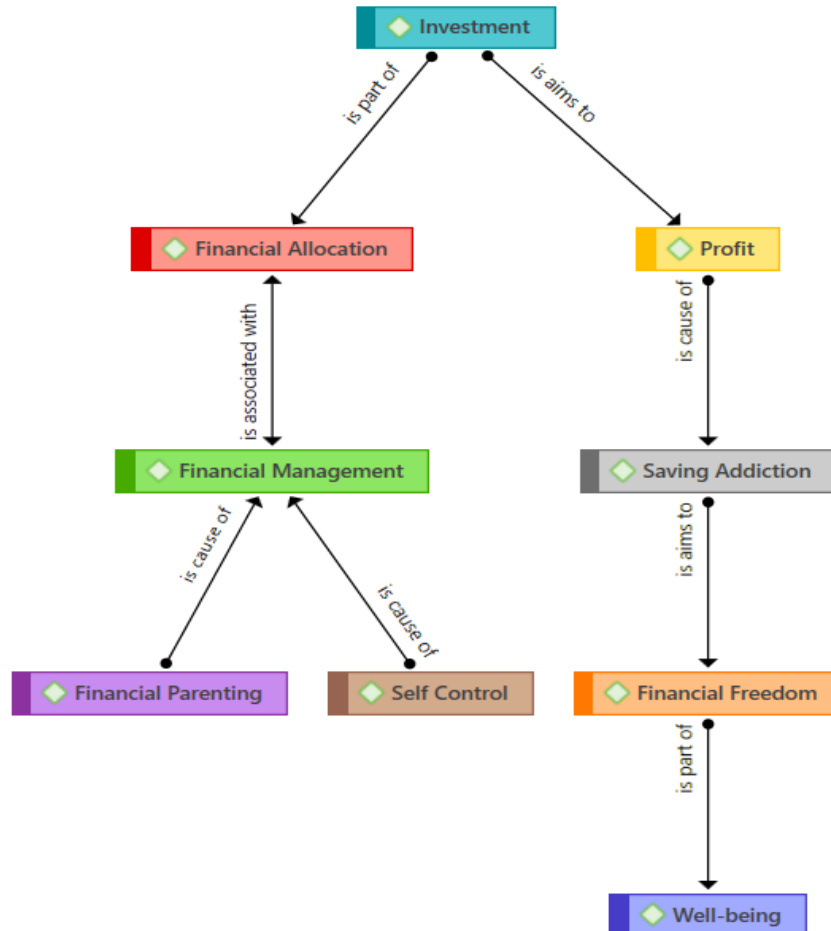 Investment
is part of
is aims to
Financial Allocation
Profit
is associated with
is cause of
Financial Management
Saving Addiction
is cause of
is cause of
is aims to
Financial Parenting
Self Control
Financial Freedom
is part of
Well-being